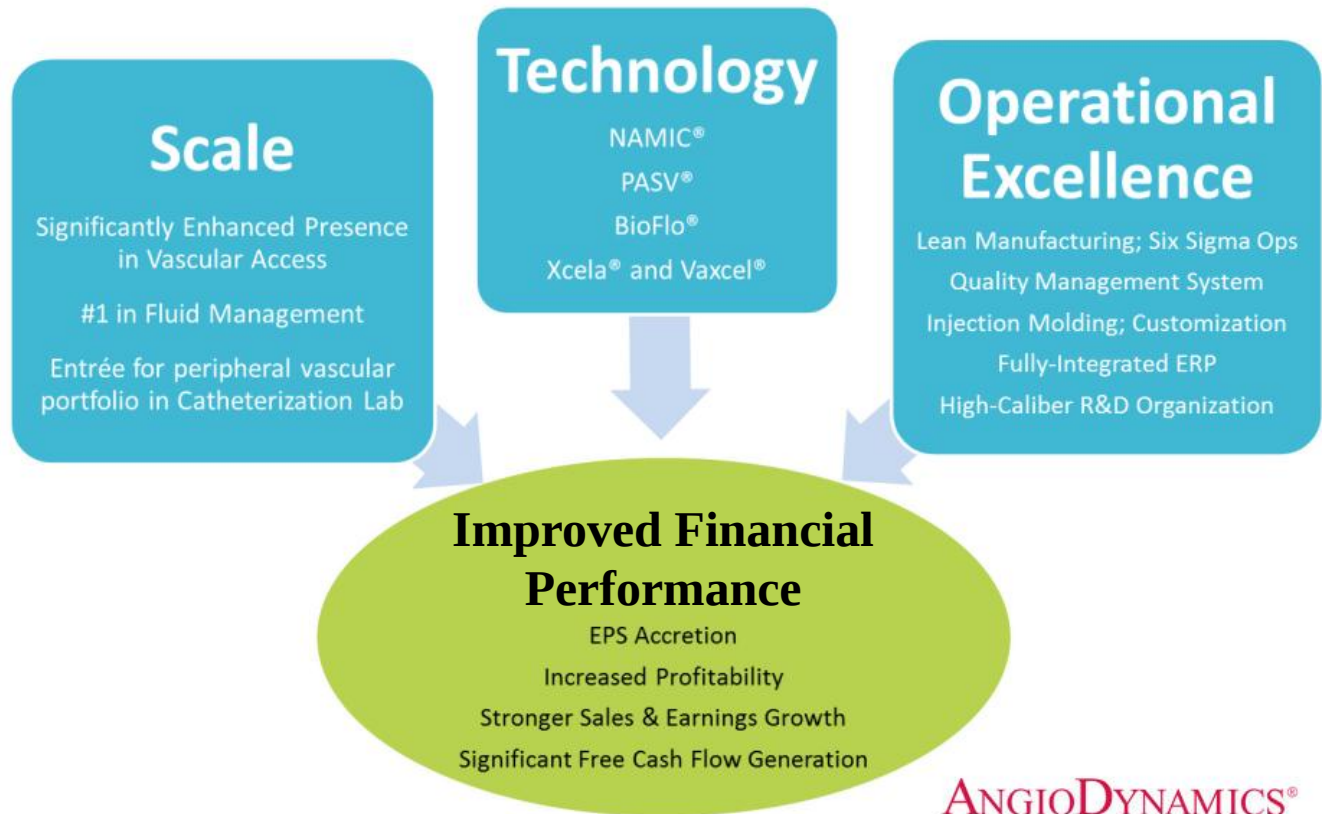 Scale
Significantly Enhanced Presence
in Vascular Access
#1 in Fluid Management
Entrée for peripheral vascular
portfolio in Catheterization Lab
Technology
NAMIC®
PASV®
BioFlo®
Xcela® and Vaxcel®
Operational
Excellence
Lean Manufacturing; Six Sigma Ops
Quality Management System
Injection Molding; Customization
Fully-Integrated ERP
High-Caliber R&D Organization
Improved Financial
Performance
EPS Accretion
Increased Profitability
Stronger Sales & Earnings Growth
Significant Free Cash Flow Generation
ANGIODYNAMICS®